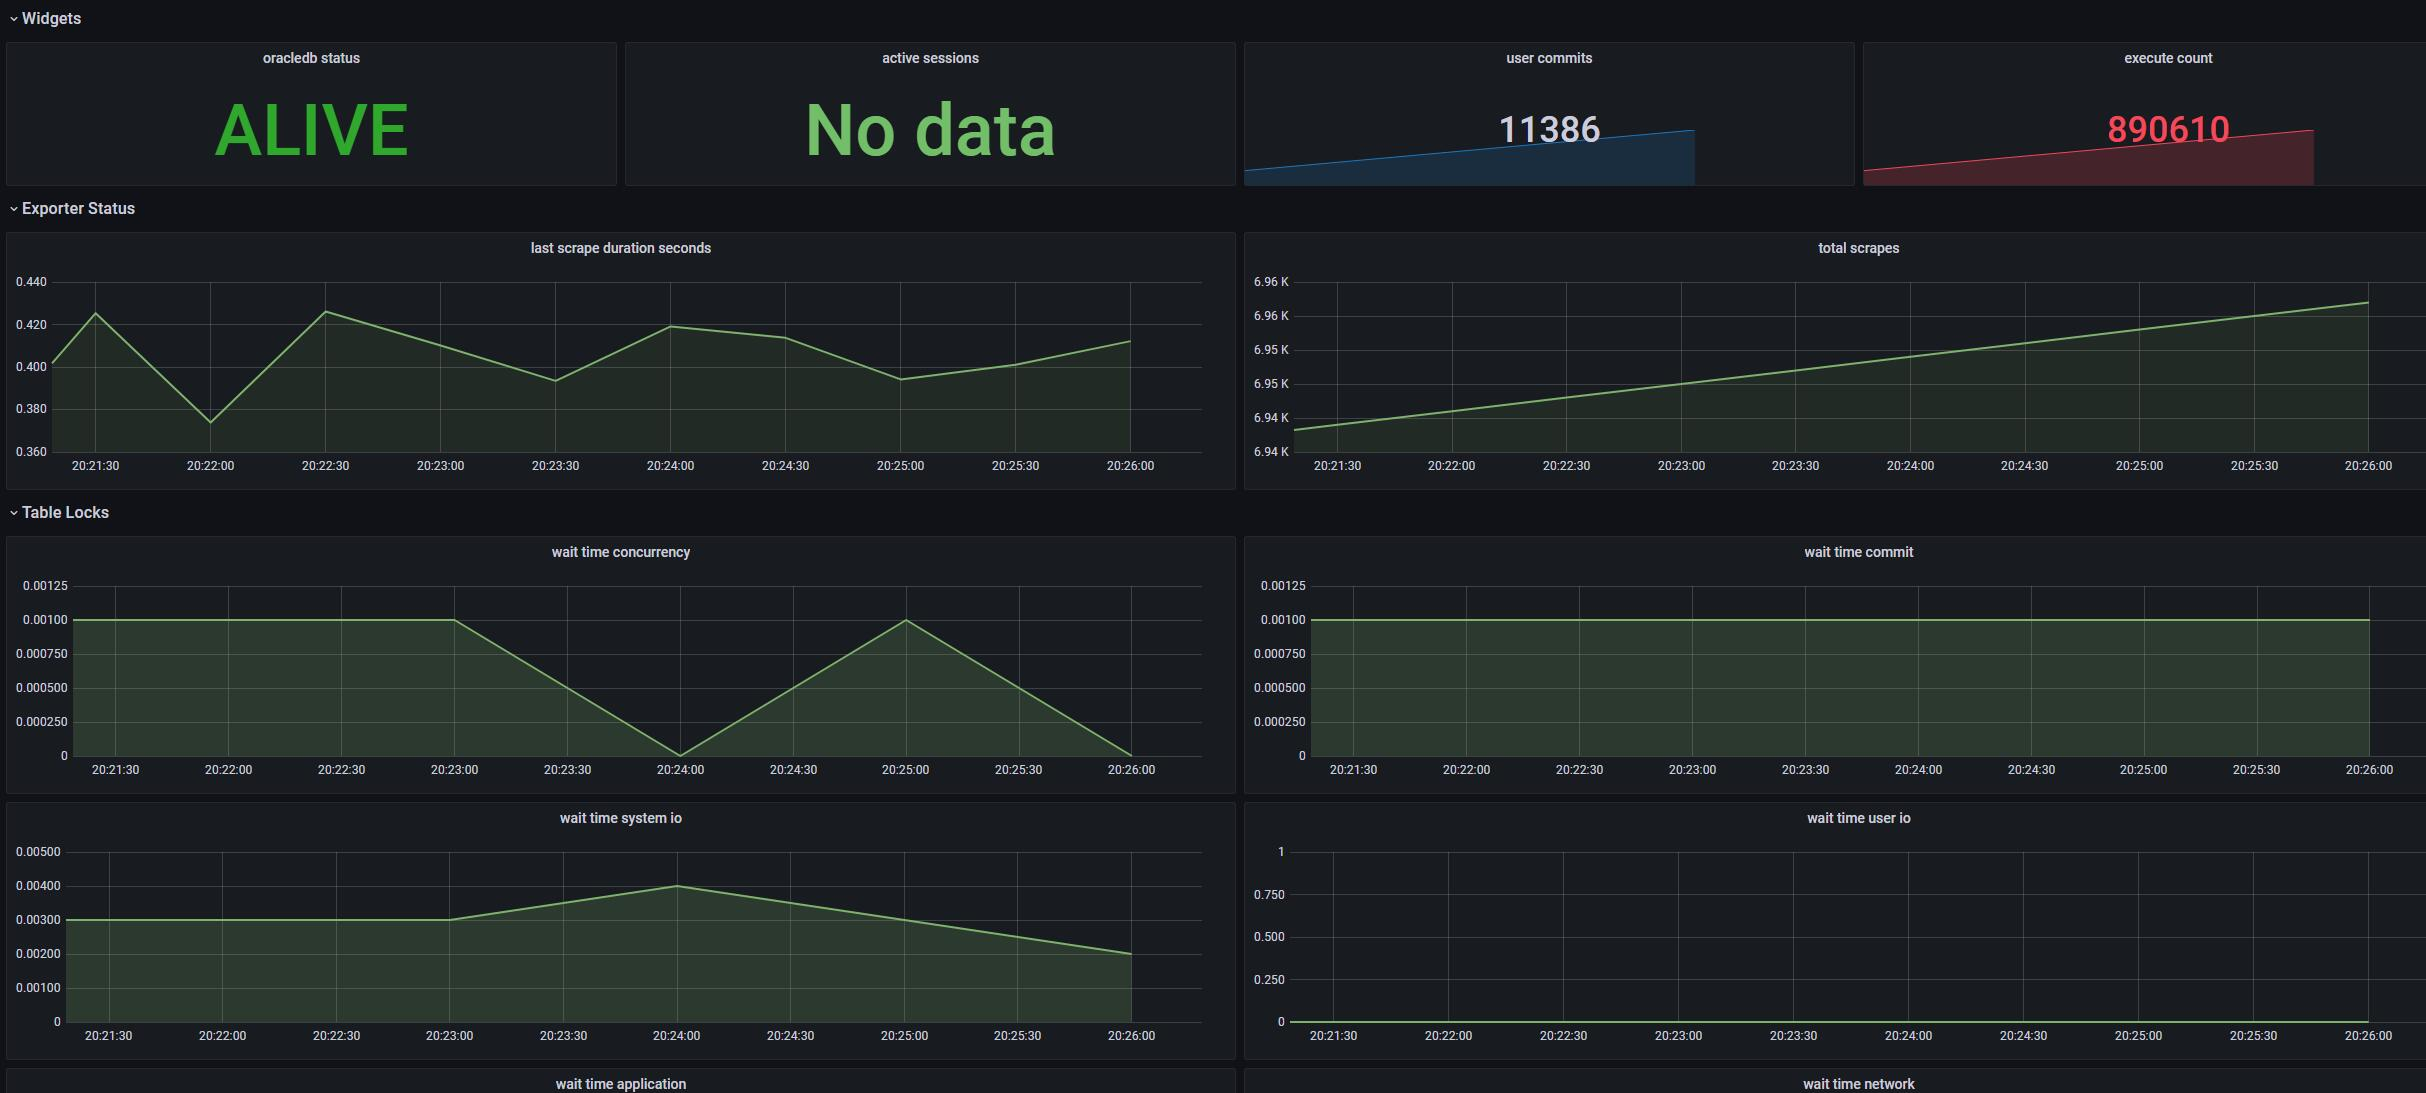 Widgets
oracledb status
ALIVE
active sessions
No data
user commits
11386
execute count
890610
Exporter Status
last scrape duration seconds
0.440
0.420
0.400
0.380
0.360
20:21:30 20:22:00 20:22:30 20:23:00 20:23:30 20:24:00 20:24:30 20:25:00 20:25:30 20:26:00
total scrapes
6.96 K
6.96 K
6.95 K
6.95 K
6.94 K
6.94 K
20:21:30 20:22:00 20:22:30 20:23:00 20:23:30 20:24:00 20:24:30 20:25:00 20:25:30 20:26:00
Table Locks
wait time concurrency
0.00125
0.00100
0.000750
0.000500
0.000250
0
20:21:30 20:22:00 20:22:30 20:23:00 20:23:30 20:24:00 20:24:30 20:25:00 20:25:30 20:26:00
wait time commit
0.00125
0.00100
0.000750
0.000500
0.000250
0
20:21:30 20:22:00 20:22:30 20:23:00 20:23:30 20:24:00 20:24:30 20:25:00 20:25:30 20:26:00
wait time system io
0.00500
0.00400
0.00300
0.00200
0.00100
0
20:21:30 20:22:00 20:22:30 20:23:00 20:23:30 20:24:00 20:24:30 20:25:00 20:25:30 20:26:00
wait time user io
1
0.750
0.500
0.250
0
20:21:30 20:22:00 20:22:30 20:23:00 20:23:30 20:24:00 20:24:30 20:25:00 20:25:30 20:26:00
wait time application
wait time network